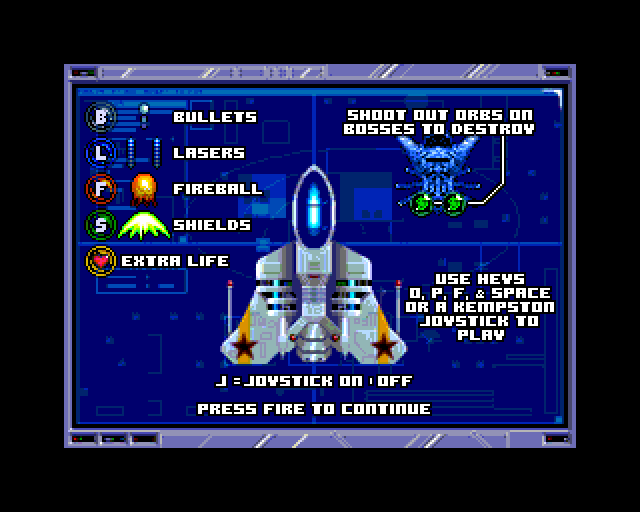 B BULLETS
L LASERS
F FIREBALL
S SHIELDS
EXTRA LIFE
SHOOT OUT ORBS ON
BOSSES TO DESTROY
USE KEYS
O, P, F, & SPACE
OR A KEMPSTON
JOYSTICK TO
PLAY
J =JOYSTICK ON : OFF
PRESS FIRE TO CONTINUE